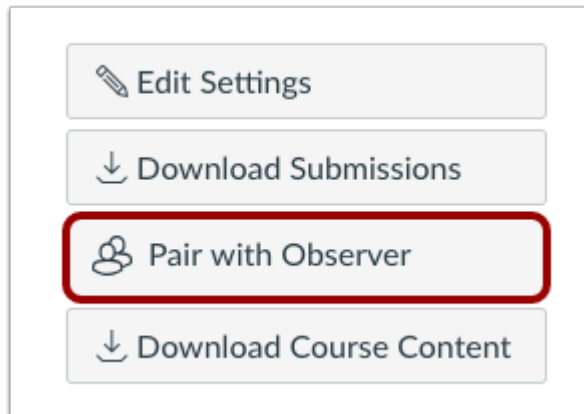 Edit Settings
Download Submissions
Pair with Observer
Download Course Content